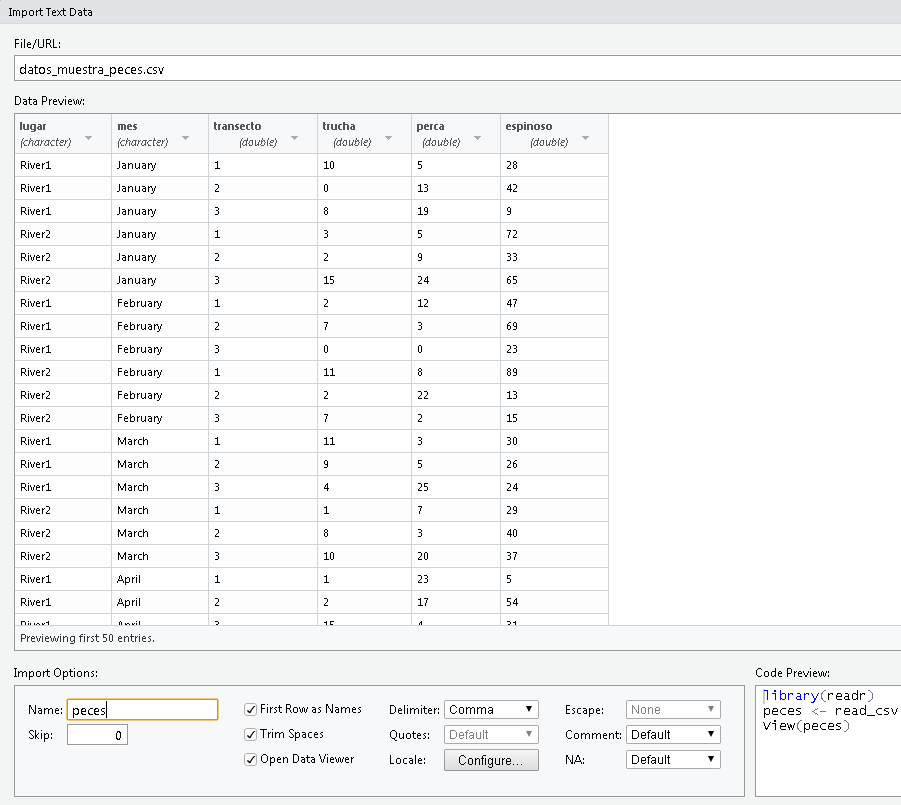 Import Text Data
File/URL:
datos_muestra_peces.csv
Data Preview:
lugar mes transecto trucha perca espinoso
(character) (character) (double) (double) (double) (double)
River1 January 1 10 5 28
River1 January 2 0 13 42
River1 January 3 8 19 9
River2 January 1 3 5 72
River2 January 2 2 9 33
River2 January 3 15 24 65
River1 February 1 2 12 47
River1 February 2 7 3 69
River1 February 3 0 0 23
River2 February 1 11 8 89
River2 February 2 2 22 13
River2 February 3 7 2 15
River1 March 1 11 3 30
River1 March 2 9 5 26
River1 March 3 4 25 24
River2 March 1 1 7 29
River2 March 2 8 3 40
River2 March 3 10 20 37
River1 April 1 1 23 5
River1 April 2 2 17 54
River1 April 3 15 4 31
Previewing first 50 entries.
Import Options:
Name: peces
Skip: 0
First Row as Names
Trim Spaces
Open Data Viewer
Delimiter: Comma
Quotes: Default
Locale: Configure...
Escape: None
Comment: Default
NA: Default
Code Preview:
library(readr)
peces <- read_csv
View(peces)